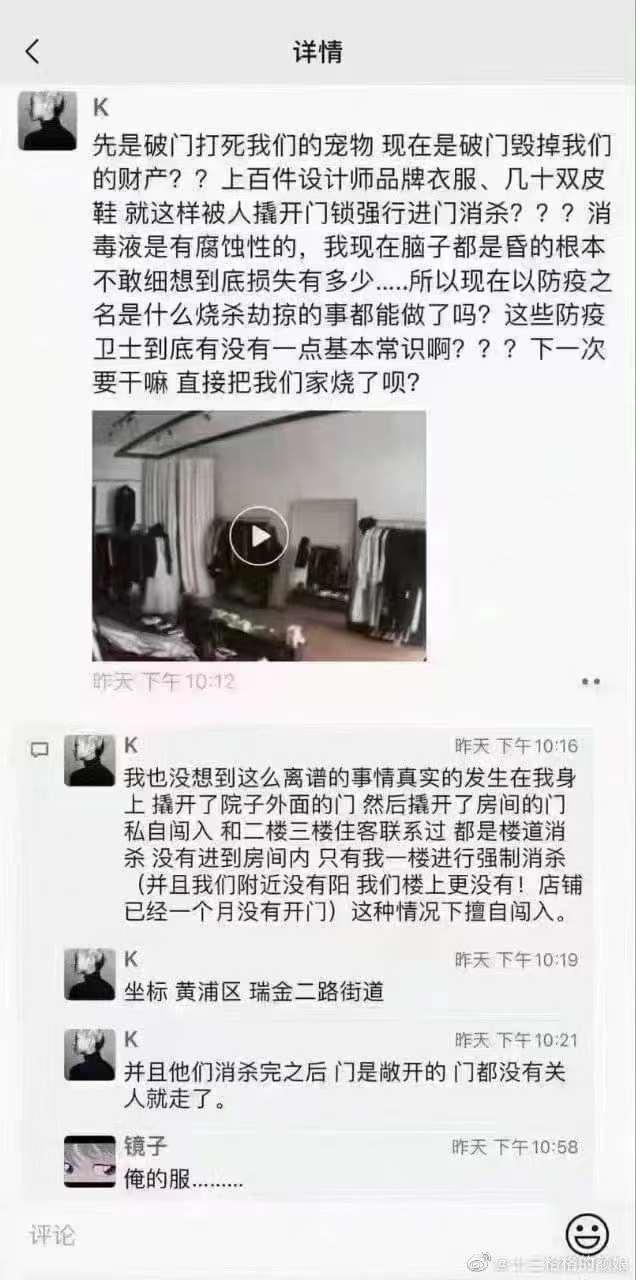 详情
K
先是破门打死我们的宠物 现在是破门毁掉我们
的财产？？上百件设计师品牌衣服、几十双皮
鞋 就这样被人撬开门锁强行进门消杀？？？消
毒液是有腐蚀性的，我现在脑子都是昏的根本
不敢细想到底损失有多少.....所以现在以防疫之
名是什么烧杀劫掠的事都能做了吗？这些防疫
卫士到底有没有一点基本常识啊？？？下一次
要干嘛 直接把我们家烧了呗？
昨天 下午10:12
K
昨天 下午10:16
我也没想到这么离谱的事情真实的发生在我身
上 撬开了院子外面的门 然后撬开了房间的门
私自闯入 和二楼三楼住客联系过 都是楼道消
杀 没有进到房间内 只有我一楼进行强制消杀
（并且我们附近没有阳 我们楼上更没有！店铺
已经一个月没有开门）这种情况下擅自闯入。
K
昨天 下午10:19
坐标 黄浦区 瑞金二路街道
K
昨天 下午10:21
并且他们消杀完之后 门是敞开的 门都没有关
人就走了。
镜子
昨天 下午10:58
俺的服.........
评论